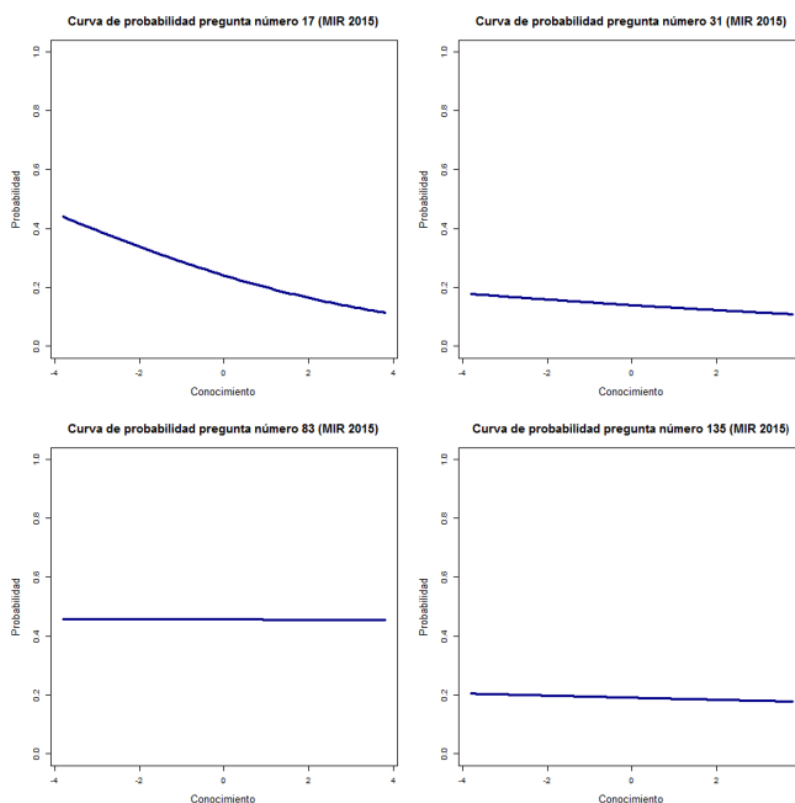 Curva de probabilidad pregunta número 17 (MIR 2015)
Probabilidad
1.0
0.8
0.6
0.4
0.2
0.0
-4 -2 0 2 4
Conocimiento
Curva de probabilidad pregunta número 31 (MIR 2015)
Probabilidad
1.0
0.8
0.6
0.4
0.2
0.0
-4 -2 0 2
Conocimiento
Curva de probabilidad pregunta número 83 (MIR 2015)
Probabilidad
1.0
0.8
0.6
0.4
0.2
0.0
-4 -2 0 2 4
Conocimiento
Curva de probabilidad pregunta número 135 (MIR 2015)
Probabilidad
1.0
0.8
0.6
0.4
0.2
0.0
-4 -2 0 2
Conocimiento